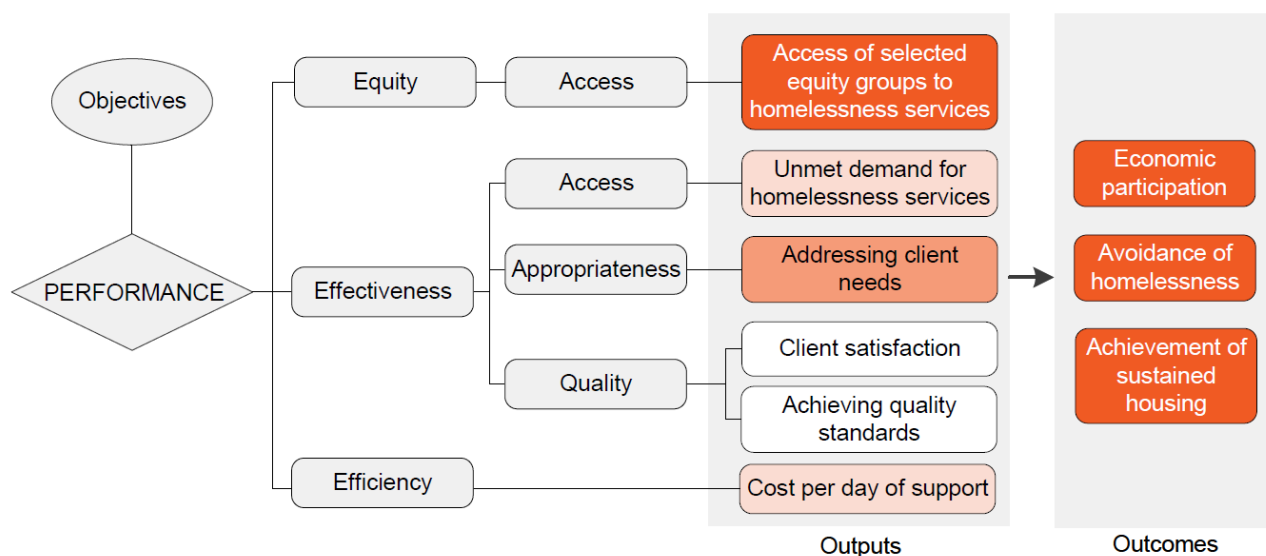 Objectives
PERFORMANCE
Equity
Access
Access of selected
equity groups to
homelessness services
Effectiveness
Access
Unmet demand for
homelessness services
Appropriateness
Addressing client
needs
Quality
Client satisfaction
Achieving quality
standards
Efficiency
Cost per day of support
Outputs
Economic
participation
Avoidance of
homelessness
Achievement of
sustained
housing
Outcomes